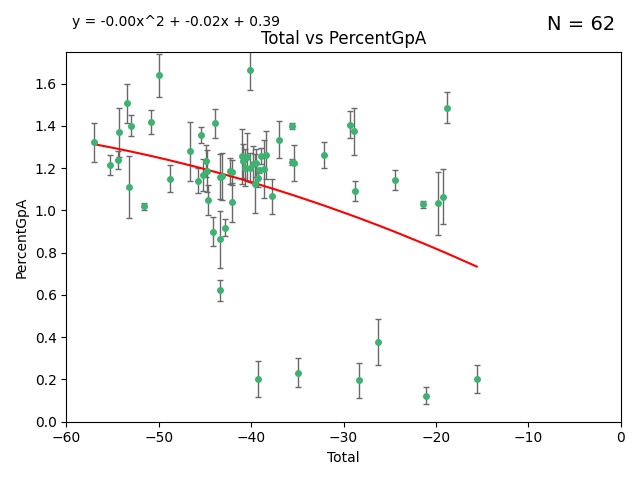 y = -0.00x^2 + -0.02x + 0.39
N = 62
Total vs PercentGpA
PercentGpA
1.6
1.4
1.2
1.0
0.8
0.6
0.4
0.2
0.0
−60 −50 −40 −30 −20 −10 0
Total